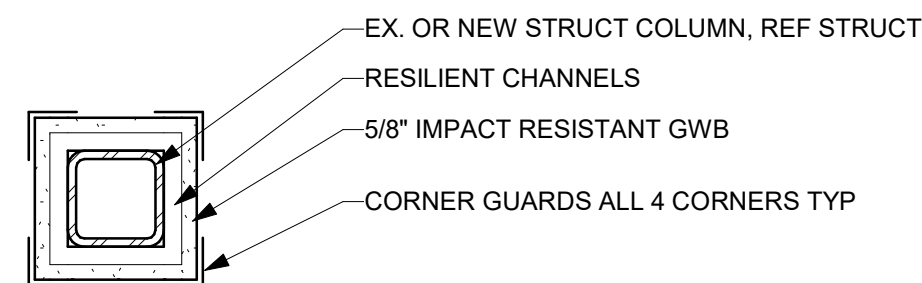 EX. OR NEW STRUCT COLUMN, REF STRUCT
RESILIENT CHANNELS
5/8" IMPACT RESISTANT GWB
CORNER GUARDS ALL 4 CORNERS TYP